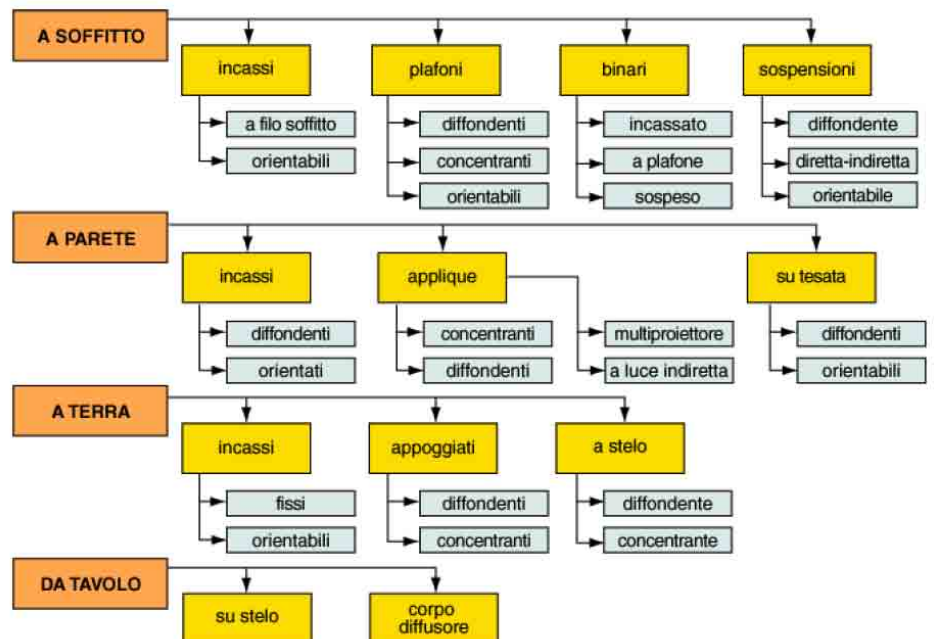 A SOFFITTO
incassi
plafoni
binari
sospensioni
a filo soffitto
diffondenti
incassato
diffondente
orientabili
concentranti
a plafone
diretta-indiretta
orientabili
sospeso
orientabile
A PARETE
incassi
applique
su tesata
diffondenti
concentranti
multiproiettore
diffondenti
orientati
diffondenti
a luce indiretta
orientabili
A TERRA
incassi
appoggiati
a stelo
fissi
diffondenti
diffondente
orientabili
concentranti
concentrante
DA TAVOLO
su stelo
corpo
diffusore